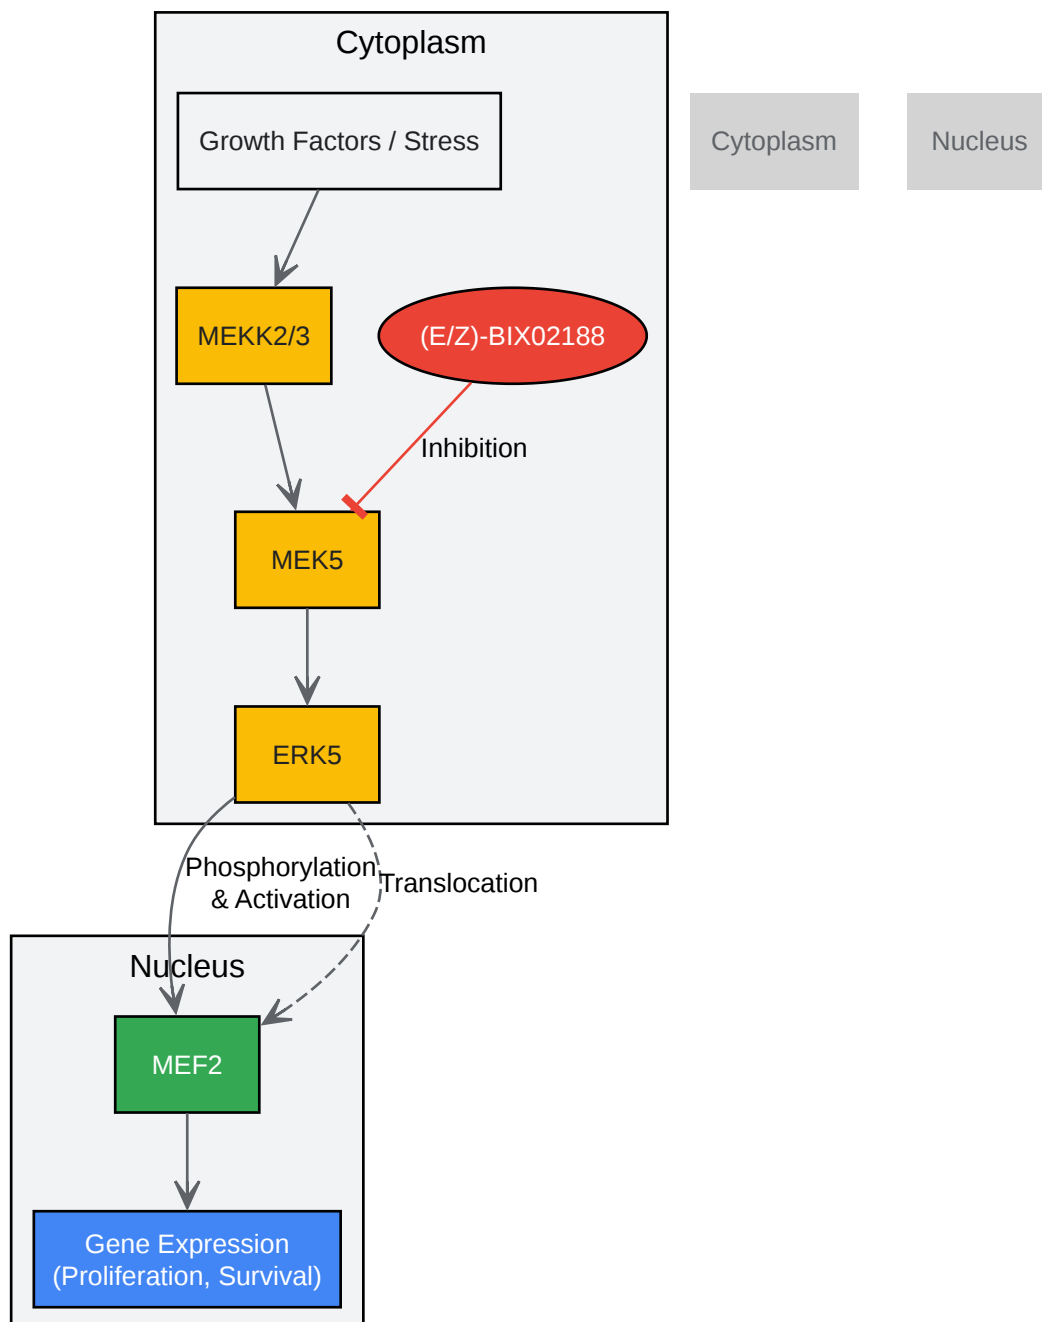 Cytoplasm
Growth Factors / Stress
Cytoplasm
Nucleus
MEKK2/3
(E/Z)-BIX02188
Inhibition
MEK5
ERK5
Phosphorylation
& Activation
Translocation
Nucleus
MEF2
Gene Expression
(Proliferation, Survival)